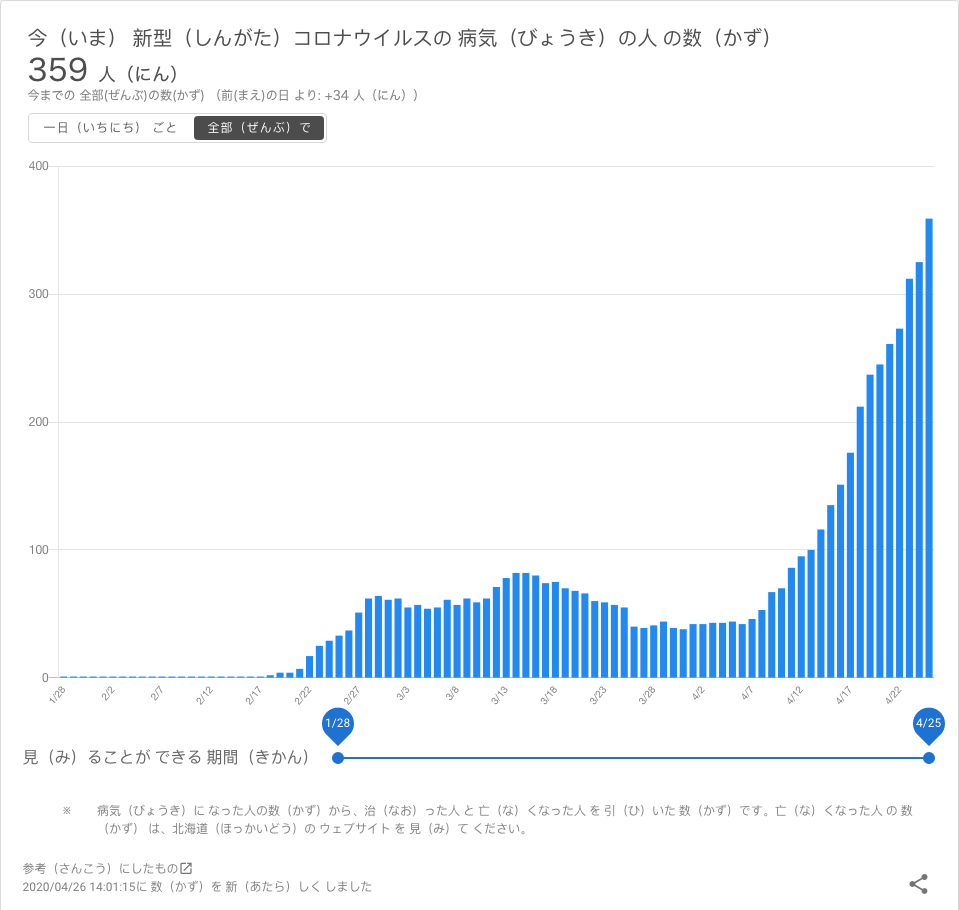 今（いま） 新型（しんがた）コロナウイルスの 病気（びょうき）の人 の数（かず）
359 人（にん）
今までの 全部(ぜんぶ)の数(かず) （前(まえ)の日 より: +34 人（にん））
一日（いちにち） ごと 全部（ぜんぶ）で
400
300
200
100
0
1/28 2/2 2/7 2/12 2/17 2/22 2/27 3/3 3/8 3/13 3/18 3/23 3/28 4/2 4/7 4/12 4/17 4/22
1/28 4/25
見（み）ることが できる 期間（きかん）
※ 病気（びょうき）に なった人の数（かず）から、治（なお）った人 と 亡（な）くなった人 を 引（ひ）いた 数（かず）です。亡（な）くなった人 の 数
（かず） は、北海道（ほっかいどう）の ウェブサイト を 見（み）て ください。
参考（さんこう）にしたもの
2020/04/26 14:01:15に 数（かず）を 新（あたら）しく しました